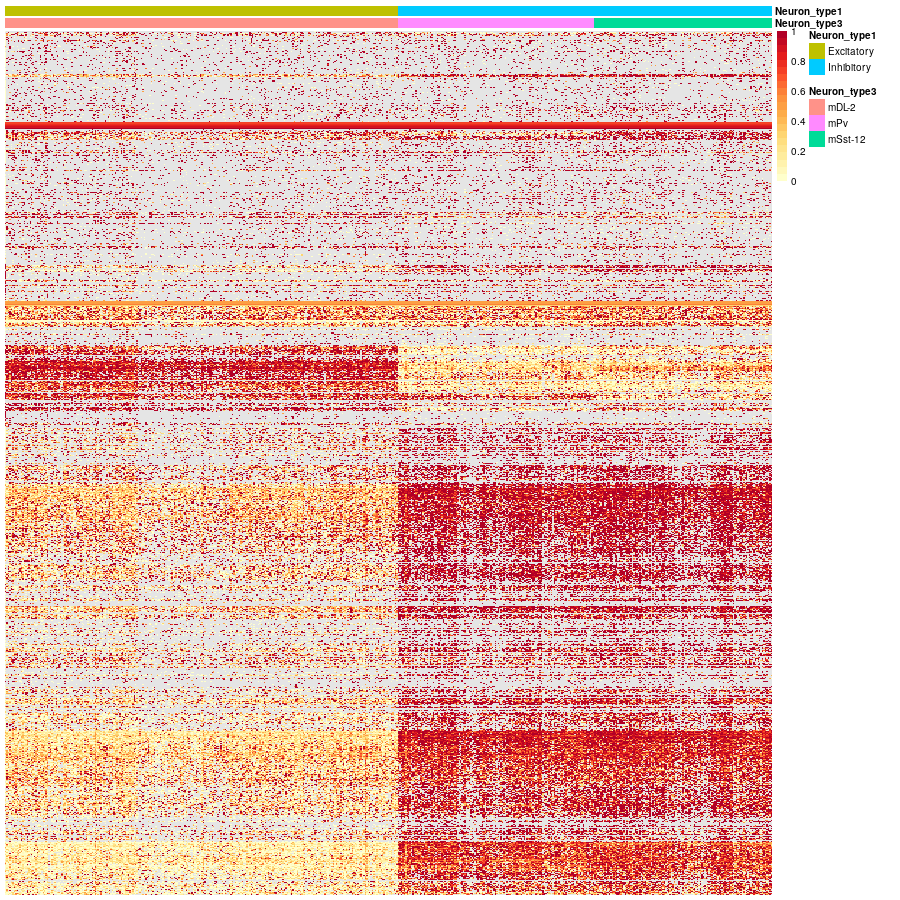 Neuron_type1
Neuron_type3
1
0.8
0.6
0.4
0.2
0
Neuron_type1
Excitatory
Inhibitory
Neuron_type3
mDL-2
mPv
mSst-12